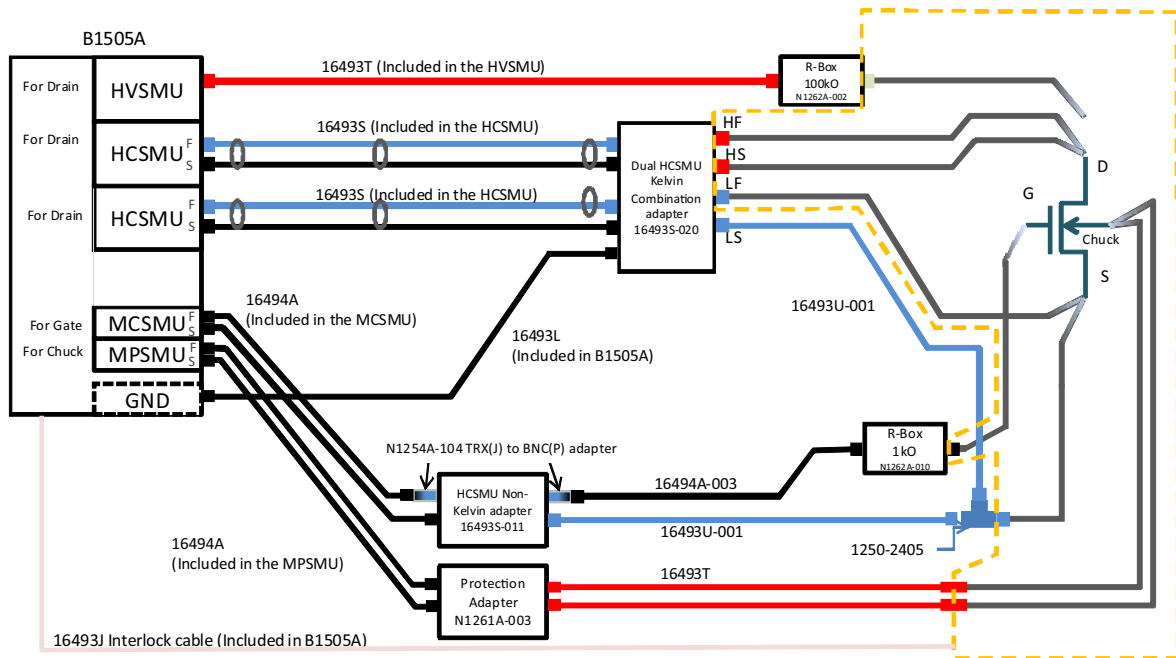 B1505A
For Drain
HVSMU
16493T (Included in the HVSMU)
R-Box
100kO
N1262A-002
For Drain
HCSMU
F
S
16493S (Included in the HCSMU)
For Drain
HCSMU
F
S
16493S (Included in the HCSMU)
Dual HCSMU
Kelvin
Combination
adapter
16493S-020
HF
HS
LF
LS
D
G
Chuck
S
For Gate
MCSMU
F
S
For Chuck
MPSMU
F
S
GND
16494A
(Included in the MCSMU)
16493L
(Included in B1505A)
16493U-001
R-Box
1kO
N1262A-010
N1254A-104 TRX(J) to BNC(P) adapter
HCSMU Non-
Kelvin adapter
16493S-011
16494A-003
16493U-001
1250-2405
16494A
(Included in the MPSMU)
Protection
Adapter
N1261A-003
16493T
16493J Interlock cable (Included in B1505A)